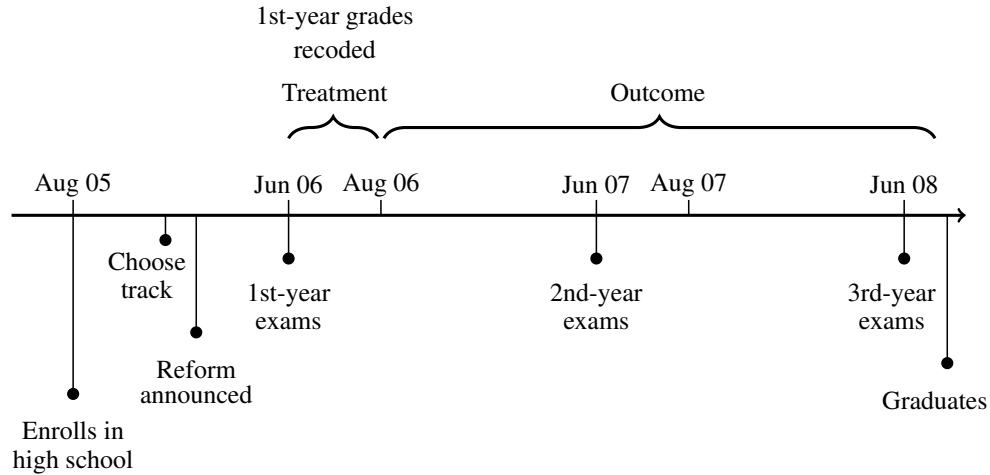 1st-year grades
recoded
Treatment
Outcome
Aug 05
Jun 06
Aug 06
Jun 07
Aug 07
Jun 08
Choose
track
1st-year
exams
2nd-year
exams
3rd-year
exams
Reform
announced
Graduates
Enrolls in
high school